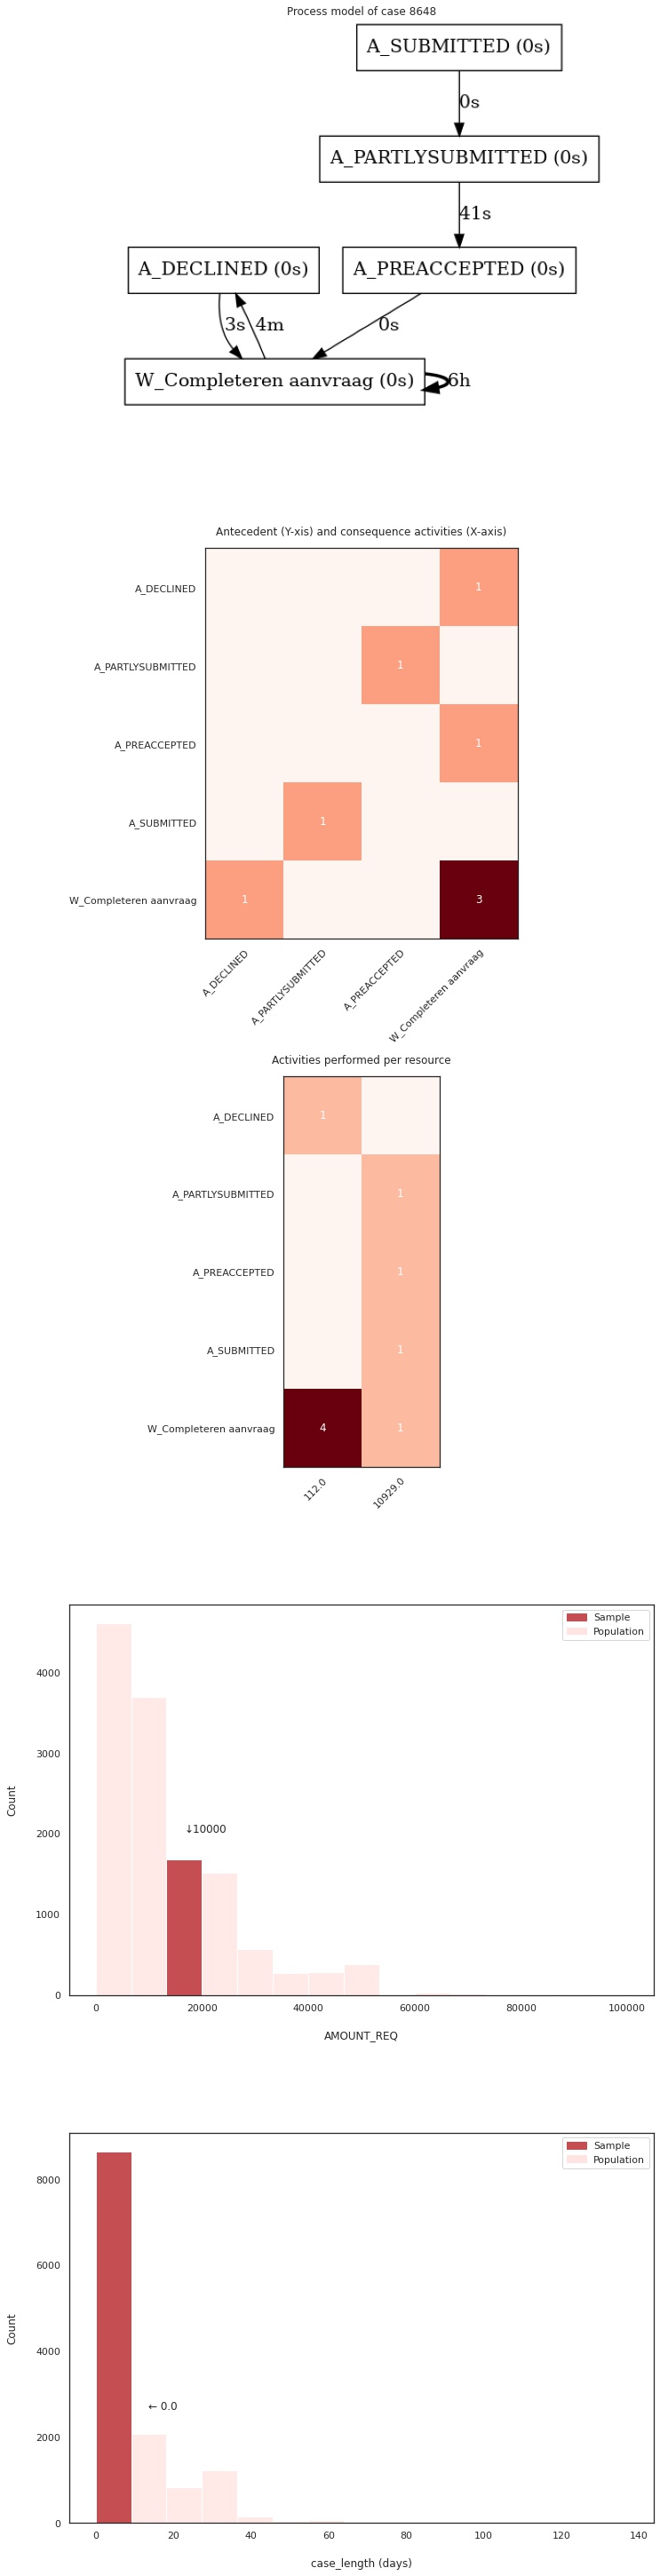 Process model of case 8648
A_SUBMITTED (0s)
0s
A_PARTLYSUBMITTED (0s)
41s
A_DECLINED (0s)
A_PREACCEPTED (0s)
3s
4m
0s
W_Completeren aanvraag (0s)
6h
Antecedent (Y-xis) and consequence activities (X-axis)
A_DECLINED
1
A_PARTLYSUBMITTED
1
A_PREACCEPTED
1
A_SUBMITTED
1
W_Completeren aanvraag
1
3
A_DECLINED
A_PARTLYSUBMITTED
A_PREACCEPTED
W_Completeren aanvraag
Activities performed per resource
A_DECLINED
1
A_PARTLYSUBMITTED
1
A_PREACCEPTED
1
A_SUBMITTED
1
W_Completeren aanvraag
4
1
112.0
10929.0
Sample
Population
4000
3000
2000
1000
0
Count
↓10000
0
20000
40000
60000
80000
100000
AMOUNT_REQ
Sample
Population
8000
6000
4000
2000
0
Count
← 0.0
0
20
40
60
80
100
120
140
case_length (days)